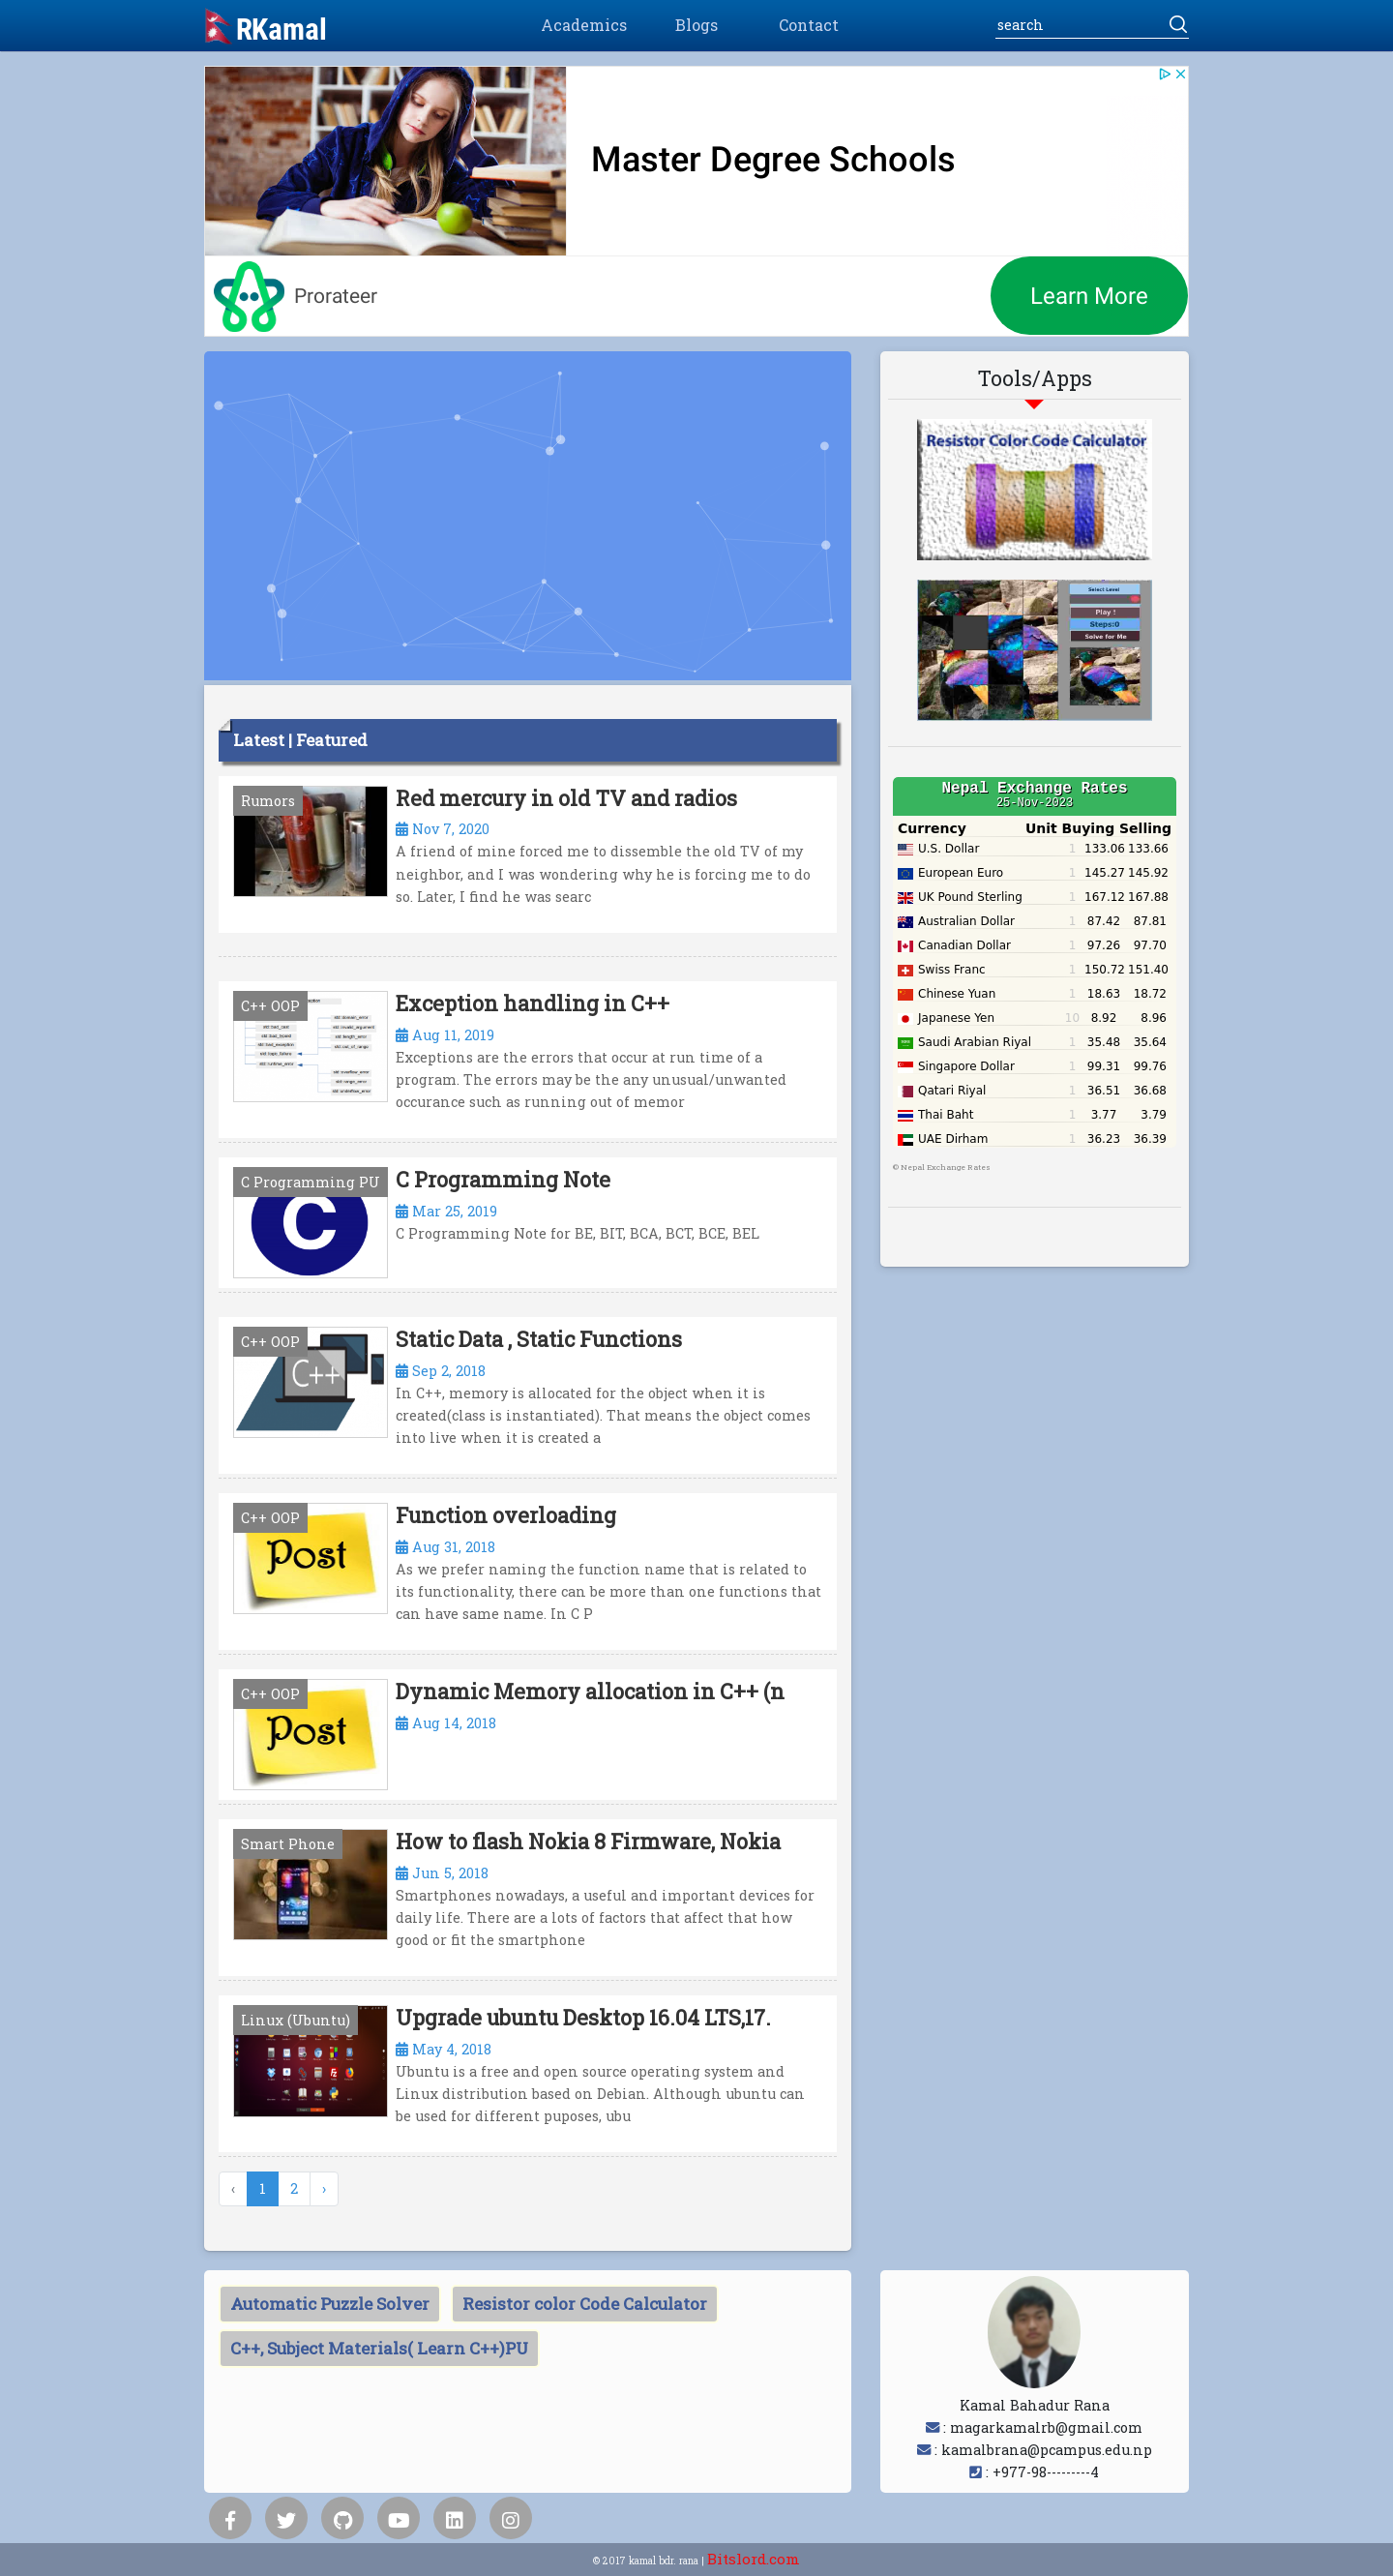 RKamal
Academics
Blogs
Contact
search
Master Degree Schools
Prorateer
Learn More
Tools/Apps
Resistor Color Code Calculator
Select Level
Play !
Steps:0
Solve for Me
Latest | Featured
Rumors
Red mercury in old TV and radios
Nov 7, 2020
A friend of mine forced me to dissemble the old TV of my
neighbor, and I was wondering why he is forcing me to do
so. Later, I find he was searc
C++ OOP
Exception handling in C++
Aug 11, 2019
Exceptions are the errors that occur at run time of a
program. The errors may be the any unusual/unwanted
occurance such as running out of memor
C Programming PU
C
C Programming Note
Mar 25, 2019
C Programming Note for BE, BIT, BCA, BCT, BCE, BEL
C++ OOP
C++
Static Data , Static Functions
Sep 2, 2018
In C++, memory is allocated for the object when it is
created(class is instantiated). That means the object comes
into live when it is created a
C++ OOP
Post
Function overloading
Aug 31, 2018
As we prefer naming the function name that is related to
its functionality, there can be more than one functions that
can have same name. In C P
C++ OOP
Post
Dynamic Memory allocation in C++ (n
Aug 14, 2018
Smart Phone
How to flash Nokia 8 Firmware, Nokia
Jun 5, 2018
Smartphones nowadays, a useful and important devices for
daily life. There are a lots of factors that affect that how
good or fit the smartphone
Linux (Ubuntu)
Upgrade ubuntu Desktop 16.04 LTS,17.
May 4, 2018
Ubuntu is a free and open source operating system and
Linux distribution based on Debian. Although ubuntu can
be used for different puposes, ubu
‹ 1 2 ›
Nepal Exchange Rates
25-Nov-2023
Currency Unit Buying Selling
U.S. Dollar 1 133.06 133.66
European Euro 1 145.27 145.92
UK Pound Sterling 1 167.12 167.88
Australian Dollar 1 87.42 87.81
Canadian Dollar 1 97.26 97.70
Swiss Franc 1 150.72 151.40
Chinese Yuan 1 18.63 18.72
Japanese Yen 10 8.92 8.96
Saudi Arabian Riyal 1 35.48 35.64
Singapore Dollar 1 99.31 99.76
Qatari Riyal 1 36.51 36.68
Thai Baht 1 3.77 3.79
UAE Dirham 1 36.23 36.39
© Nepal Exchange Rates
Automatic Puzzle Solver
Resistor color Code Calculator
C++, Subject Materials( Learn C++)PU
Kamal Bahadur Rana
: magarkamalrb@gmail.com
: kamalbrana@pcampus.edu.np
: +977-98---------4
© 2017 kamal bdr. rana | Bitslord.com